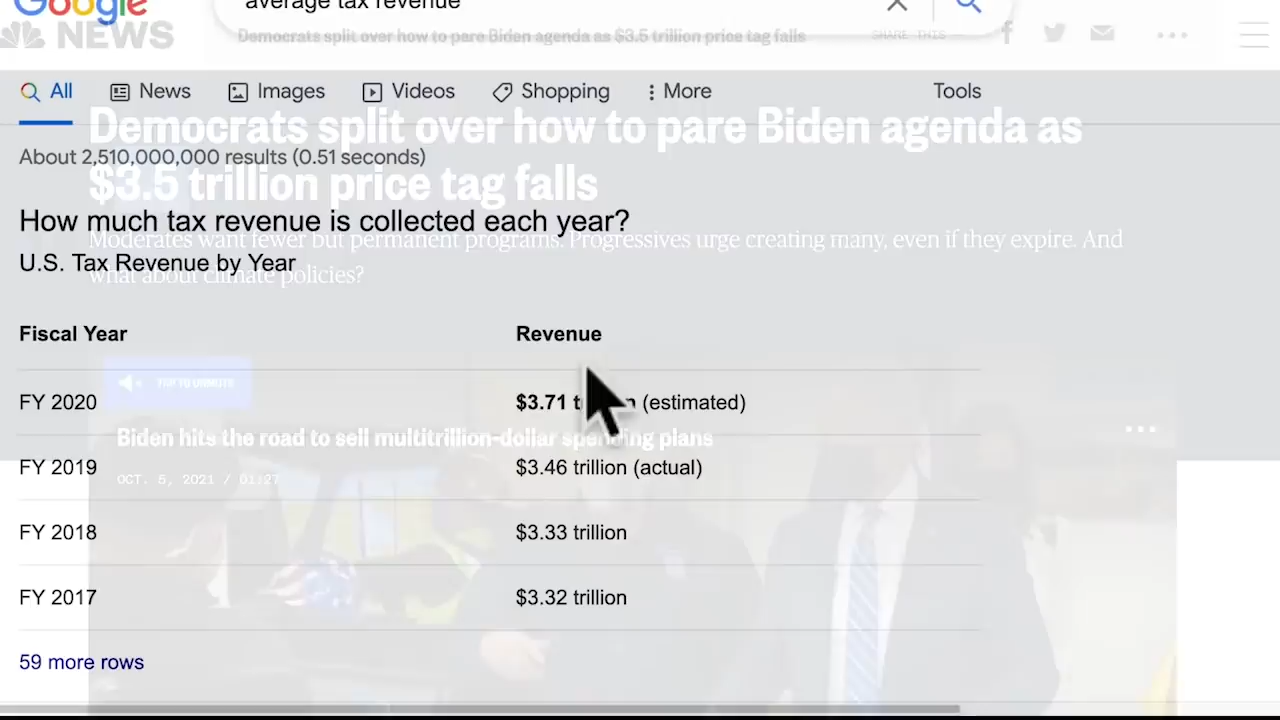 Google
average tax revenue
NEWS
Democrats split over how to pare Biden agenda as $3.5 trillion price tag falls
SHARE THIS —
All News Images Videos Shopping More Tools
Democrats split over how to pare Biden agenda as
About 2,510,000,000 results (0.51 seconds)
$3.5 trillion price tag falls
How much tax revenue is collected each year?
Moderates want fewer but permanent programs. Progressives urge creating many, even if they expire. And
U.S. Tax Revenue by Year
what about climate policies?
Fiscal Year Revenue
TAP TO UNMUTE
FY 2020 $3.71 (estimated)
Biden hits the road to sell multitrillion-dollar spending plans
FY 2019 $3.46 trillion (actual)
OCT. 5, 2021 / 01:27
FY 2018 $3.33 trillion
FY 2017 $3.32 trillion
59 more rows